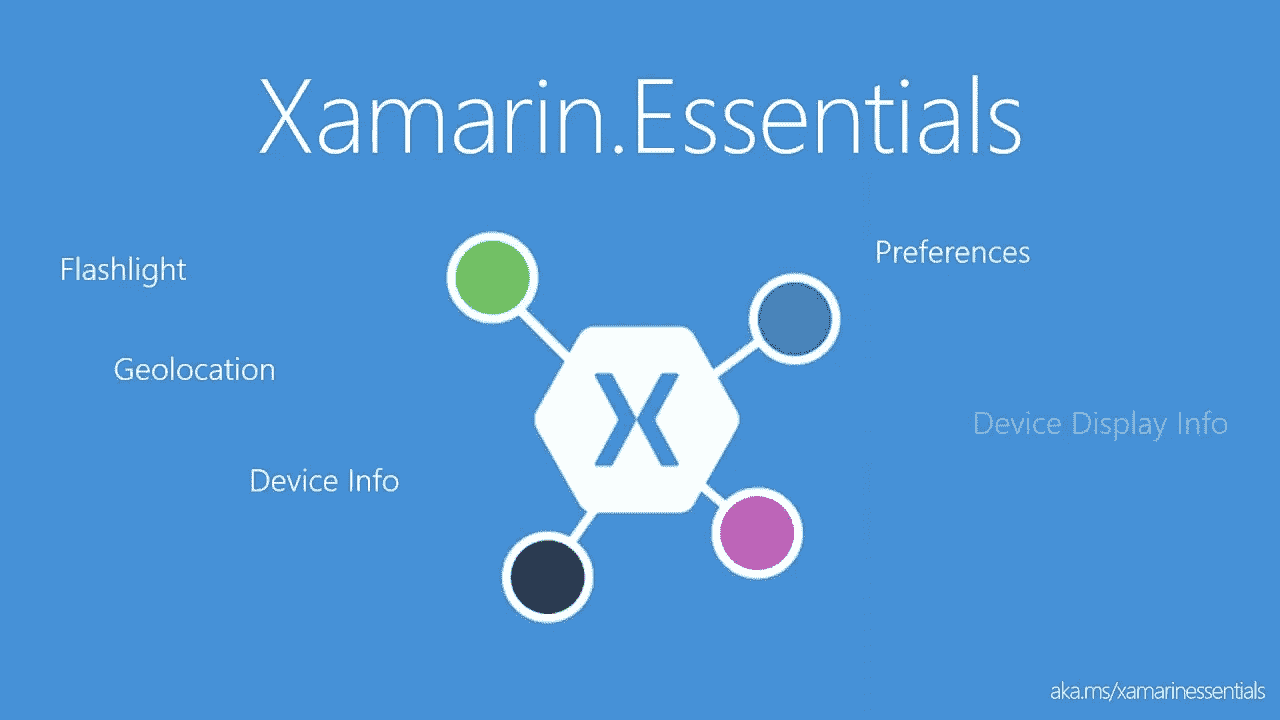 Xamarin.Essentials
Flashlight
Preferences
Geolocation
Device Display Info
Device Info
X
aka.ms/xamarinessentials